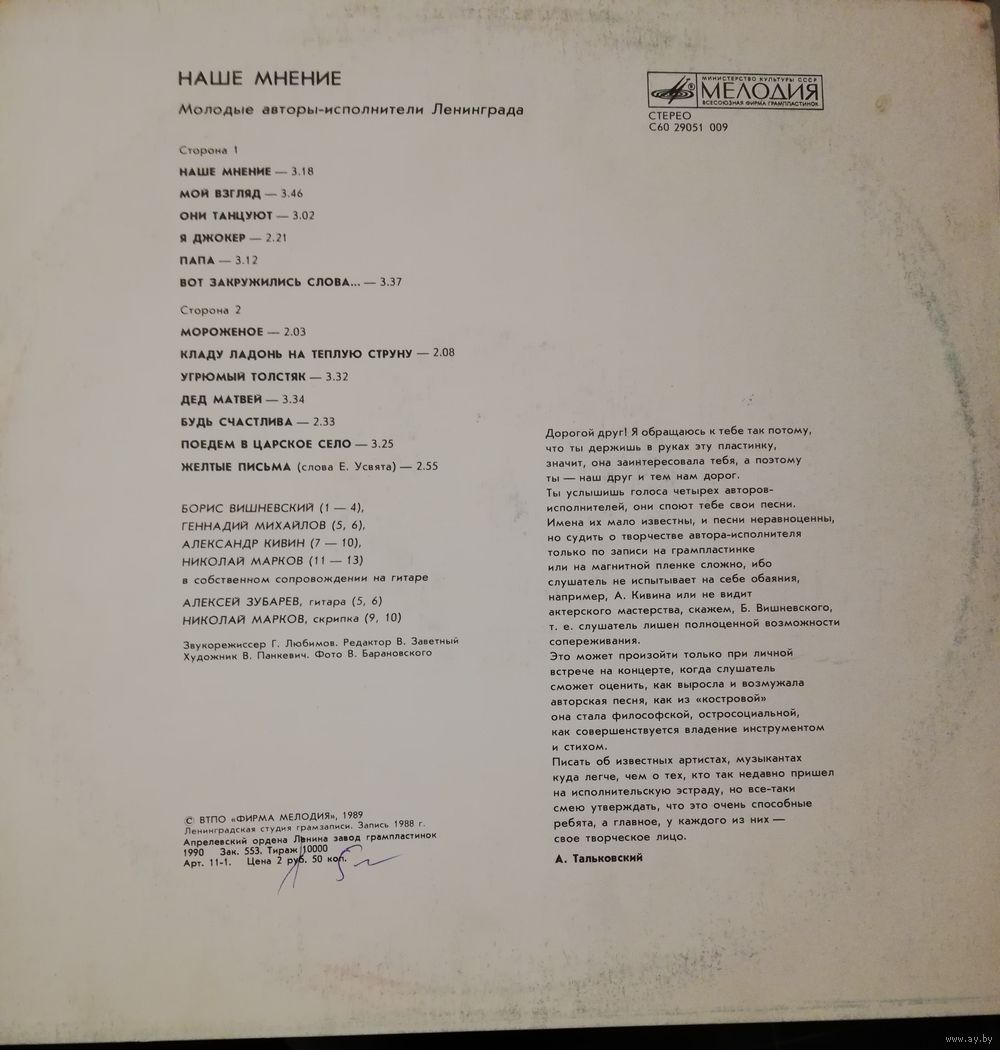 НАШЕ МНЕНИЕ
Молодые авторы-исполнители Ленинграда
МИНИСТЕРСТВО КУЛЬТУРЫ СССР
МЕЛОДИЯ
ВСЕСОЮЗНАЯ ФИРМА ГРАМПЛАСТИНОК
СТЕРЕО
С60 29051 009
Сторона 1
НАШЕ МНЕНИЕ — 3.18
МОЙ ВЗГЛЯД — 3.46
ОНИ ТАНЦУЮТ — 3.02
Я ДЖОКЕР — 2.21
ПАПА — 3.12
ВОТ ЗАКРУЖИЛИСЬ СЛОВА... — 3.37
Сторона 2
МОРОЖЕНОЕ — 2.03
КЛАДУ ЛАДОНЬ НА ТЕПЛУЮ СТРУНУ — 2.08
УГРЮМЫЙ ТОЛСТЯК — 3.32
ДЕД МАТВЕЙ — 3.34
БУДЬ СЧАСТЛИВА — 2.33
ПОЕДЕМ В ЦАРСКОЕ СЕЛО — 3.25
ЖЕЛТЫЕ ПИСЬМА (слова Е. Усвята) — 2.55
БОРИС ВИШНЕВСКИЙ (1 — 4),
ГЕННАДИЙ МИХАЙЛОВ (5, 6),
АЛЕКСАНДР КИВИН (7 — 10),
НИКОЛАЙ МАРКОВ (11 — 13)
в собственном сопровождении на гитаре
АЛЕКСЕЙ ЗУБАРЕВ, гитара (5, 6)
НИКОЛАЙ МАРКОВ, скрипка (9, 10)
Звукорежиссер Г. Любимов. Редактор В. Заветный
Художник В. Панкевич. Фото В. Барановского
© ВТПО «ФИРМА МЕЛОДИЯ», 1989
Ленинградская студия грамзаписи. Запись 1988 г.
Апрелевский ордена Ленина завод грампластинок
1990 Зак. 553. Тираж 10000
Арт. 11-1. Цена 2 руб. 50 коп.
Дорогой друг! Я обращаюсь к тебе так потому,
что ты держишь в руках эту пластинку,
значит, она заинтересовала тебя, а поэтому
ты — наш друг и тем нам дорог.
Ты услышишь голоса четырех авторов-
исполнителей, они споют тебе свои песни.
Имена их мало известны, и песни неравноценны,
но судить о творчестве автора-исполнителя
только по записи на грампластинке
или на магнитной пленке сложно, ибо
слушатель не испытывает на себе обаяния,
например, А. Кивина или не видит
актерского мастерства, скажем, Б. Вишневского,
т. е. слушатель лишен полноценной возможности
сопереживания.
Это может произойти только при личной
встрече на концерте, когда слушатель
сможет оценить, как выросла и возмужала
авторская песня, как из «костровой»
она стала философской, остросоциальной,
как совершенствуется владение инструментом
и стихом.
Писать об известных артистах, музыкантах
куда легче, чем о тех, кто так недавно пришел
на исполнительскую эстраду, но все-таки
смею утверждать, что это очень способные
ребята, а главное, у каждого из них —
свое творческое лицо.
А. Тальковский
www.ay.by